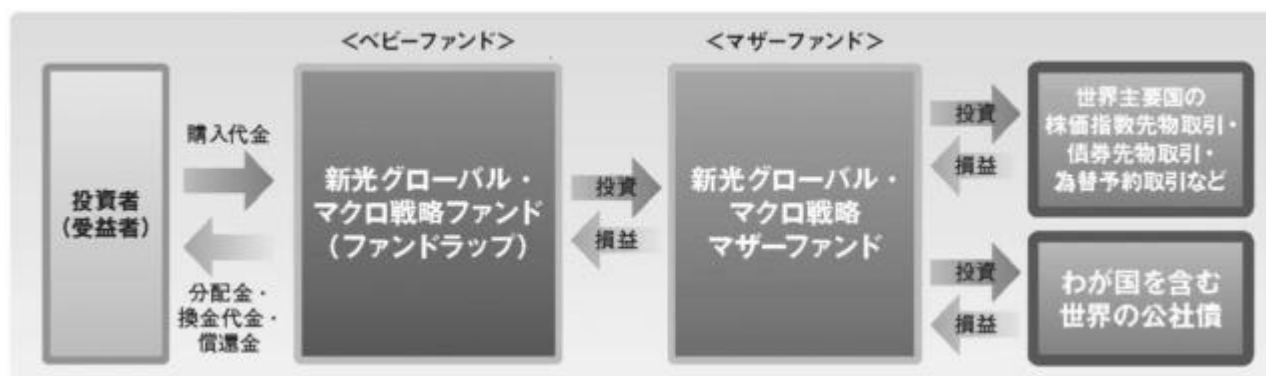 <ベビーファンド>
<マザーファンド>
投資者
(受益者)
購入代金
分配金・
換金代金・
償還金
新光グローバル・
マクロ戦略ファンド
(ファンドラップ)
投資
損益
新光グローバル・
マクロ戦略
マザーファンド
投資
損益
世界主要国の
株価指数先物取引・
債券先物取引・
為替予約取引など
投資
損益
わが国を含む
世界の公社債